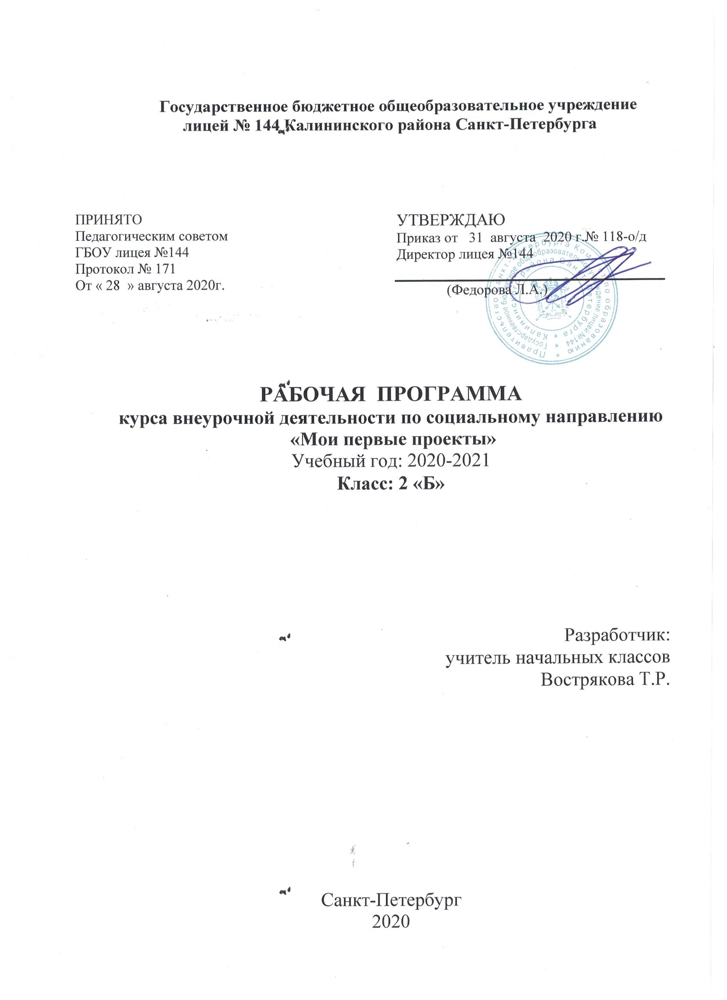 Государственное бюджетное общеобразовательное учреждение
лицей № 144 Калининского района Санкт-Петербурга
ПРИНЯТО
Педагогическим советом
ГБОУ лицея №144
Протокол № 171
От « 28 » августа 2020г.
УТВЕРЖДАЮ
Приказ от 31 августа 2020 г.№ 118-о/д
Директор лицея №144
(Федорова Л.А.)
Правительство Санкт-Петербурга Комитет по образованию *
Государственное бюджетное общеобразовательное учреждение лицей №144 *
Калининского района Санкт-Петербурга *
РАБОЧАЯ ПРОГРАММА
курса внеурочной деятельности по социальному направлению
«Мои первые проекты»
Учебный год: 2020-2021
Класс: 2 «Б»
Разработчик:
учитель начальных классов
Вострякова Т.Р.
Санкт-Петербург
2020